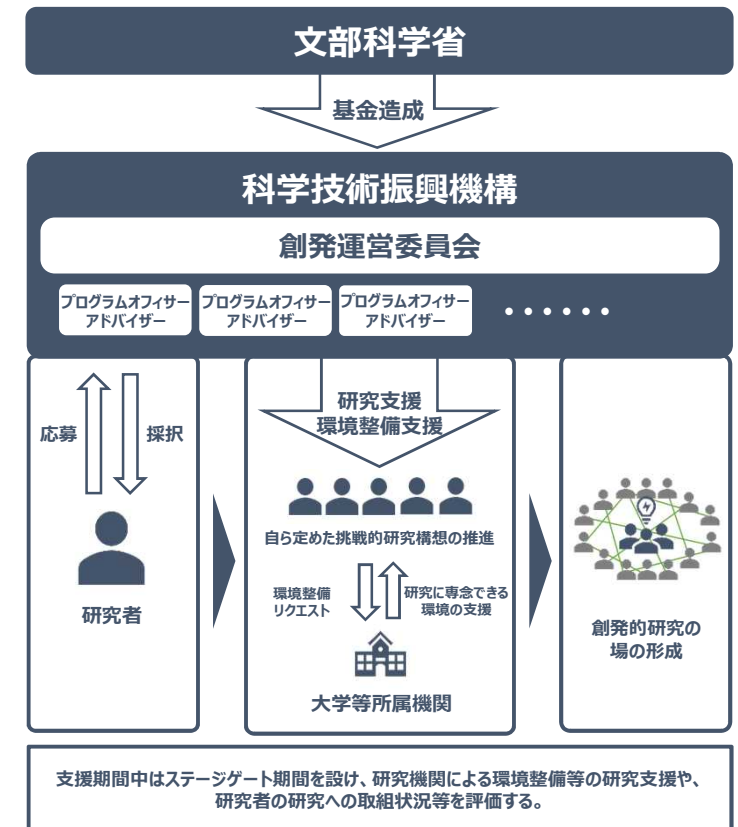 文部科学省
基金造成
科学技術振興機構
創発運営委員会
プログラムオフィサー
アドバイザー
プログラムオフィサー
アドバイザー
プログラムオフィサー
アドバイザー
・・・・・・
応募
採択
研究者
研究支援
環境整備支援
自ら定めた挑戦的研究構想の推進
環境整備
リクエスト
研究に専念できる
環境の支援
大学等所属機関
創発的研究の
場の形成
支援期間中はステージゲート期間を設け、研究機関による環境整備等の研究支援や、
研究者の研究への取組状況等を評価する。